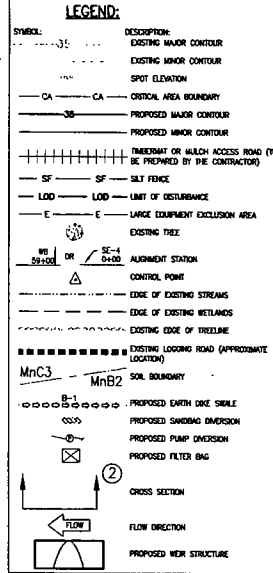 LEGEND:
SYMBOL: DESCRIPTION:
35 EXISTING MAJOR CONTOUR
EXISTING MINOR CONTOUR
SPOT ELEVATION
CA CA CRITICAL AREA BOUNDARY
35 PROPOSED MAJOR CONTOUR
PROPOSED MINOR CONTOUR
TIMBERMAT OR MULCH ACCESS ROAD (T
BE PREPARED BY THE CONTRACTOR)
SF SF SILT FENCE
LOD LOD LIMIT OF DISTURBANCE
E E LARGE EQUIPMENT EXCLUSION AREA
EXISTING TREE
WB 59+00 OR SE-4 0+00 ALIGNMENT STATION
CONTROL POINT
EDGE OF EXISTING STREAMS
EDGE OF EXISTING WETLANDS
EXISTING EDGE OF TREELINE
EXISTING LOGGING ROAD (APPROXIMATE
LOCATION)
MnC3 MnB2 SOIL BOUNDARY
B-1 PROPOSED EARTH DIKE SWALE
PROPOSED SANDBAG DIVERSION
P PROPOSED PUMP DIVERSION
PROPOSED FILTER BAG
2
CROSS SECTION
FLOW FLOW DIRECTION
PROPOSED WEIR STRUCTURE